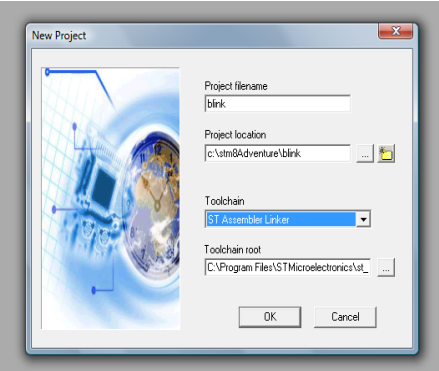 New Project
Project filename
blink
Project location
c:\stm8Adventure\blink
...
Toolchain
ST Assembler Linker
Toolchain root
C:\Program Files\STMicroelectronics\st_
...
OK
Cancel